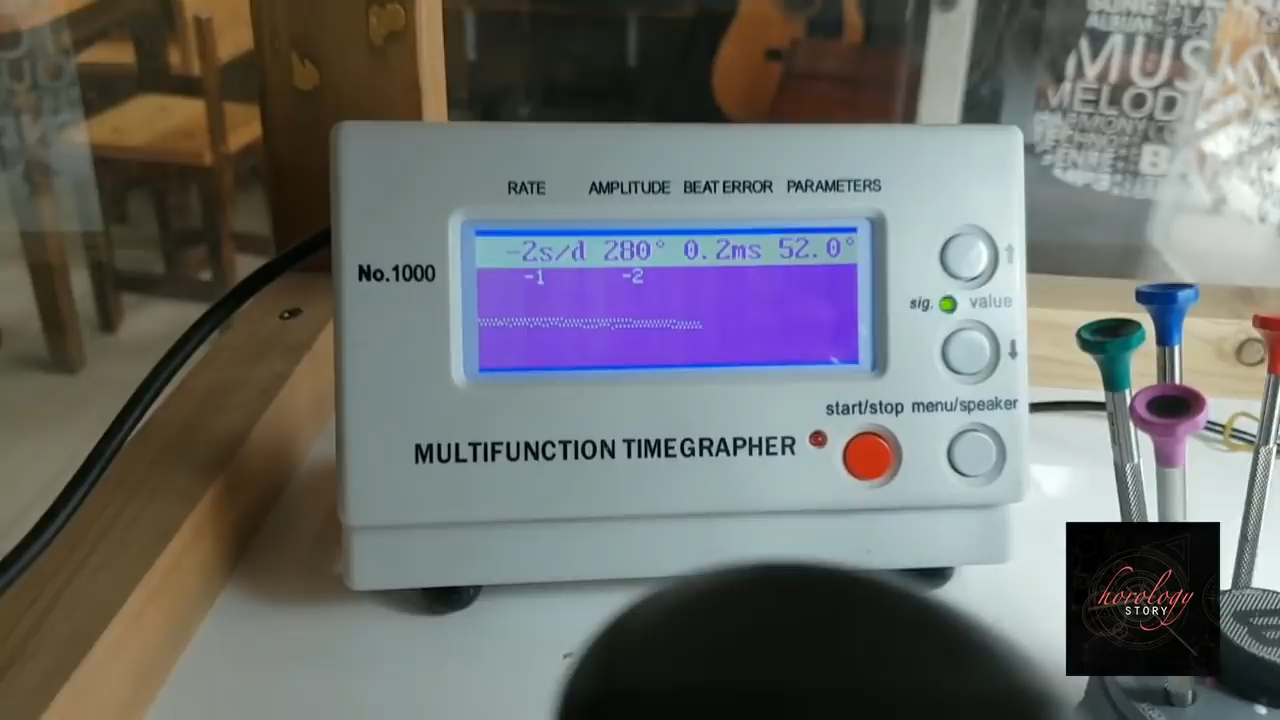 MUSIC
MELOD
RATE AMPLITUDE BEAT ERROR PARAMETERS
-2s/d 280° 0.2ms 52.0°
-1 -2
No.1000
sig. value
start/stop menu/speaker
MULTIFUNCTION TIMEGRAPHER
horology
STORY